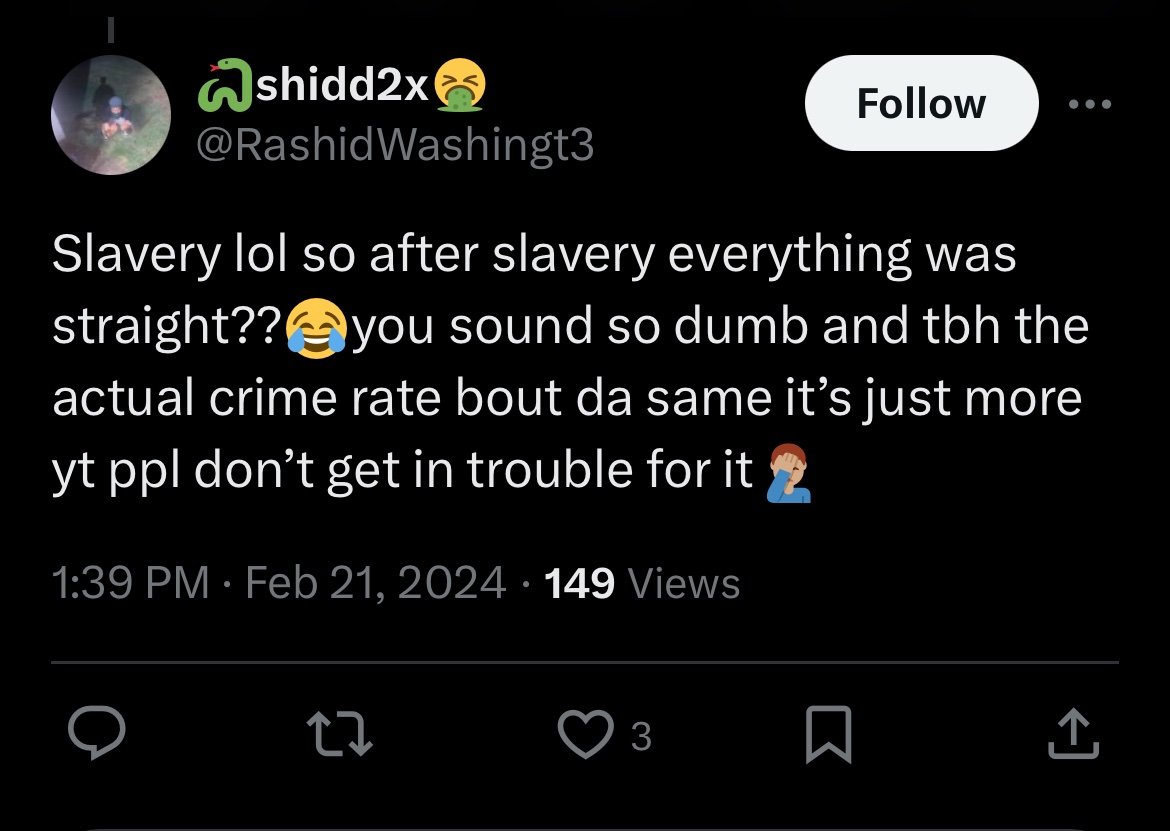 🐍shidd2x🤮
@RashidWashingt3
Follow
Slavery lol so after slavery everything was
straight??😂you sound so dumb and tbh the
actual crime rate bout da same it’s just more
yt ppl don’t get in trouble for it 🤦🏽‍♂️
1:39 PM · Feb 21, 2024 · 149 Views
3